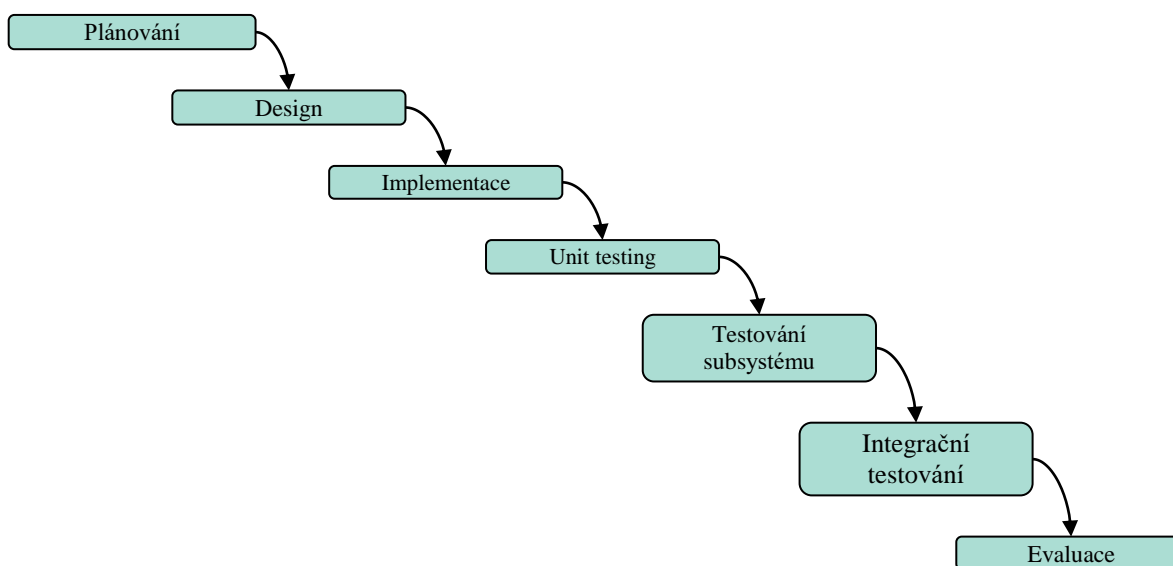 Plánování
Design
Implementace
Unit testing
Testování
subsystému
Integrační
testování
Evaluace